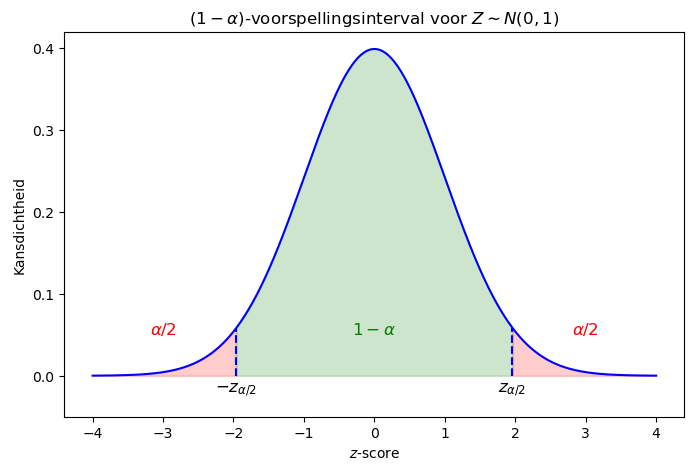 (1 − α)-voorspellingsinterval voor Z ∼ N(0, 1)
Kansdichtheid
0.4
0.3
0.2
0.1
0.0
α/2
1 − α
α/2
−z_{α/2}
z_{α/2}
−4 −3 −2 −1 0 1 2 3 4
z-score